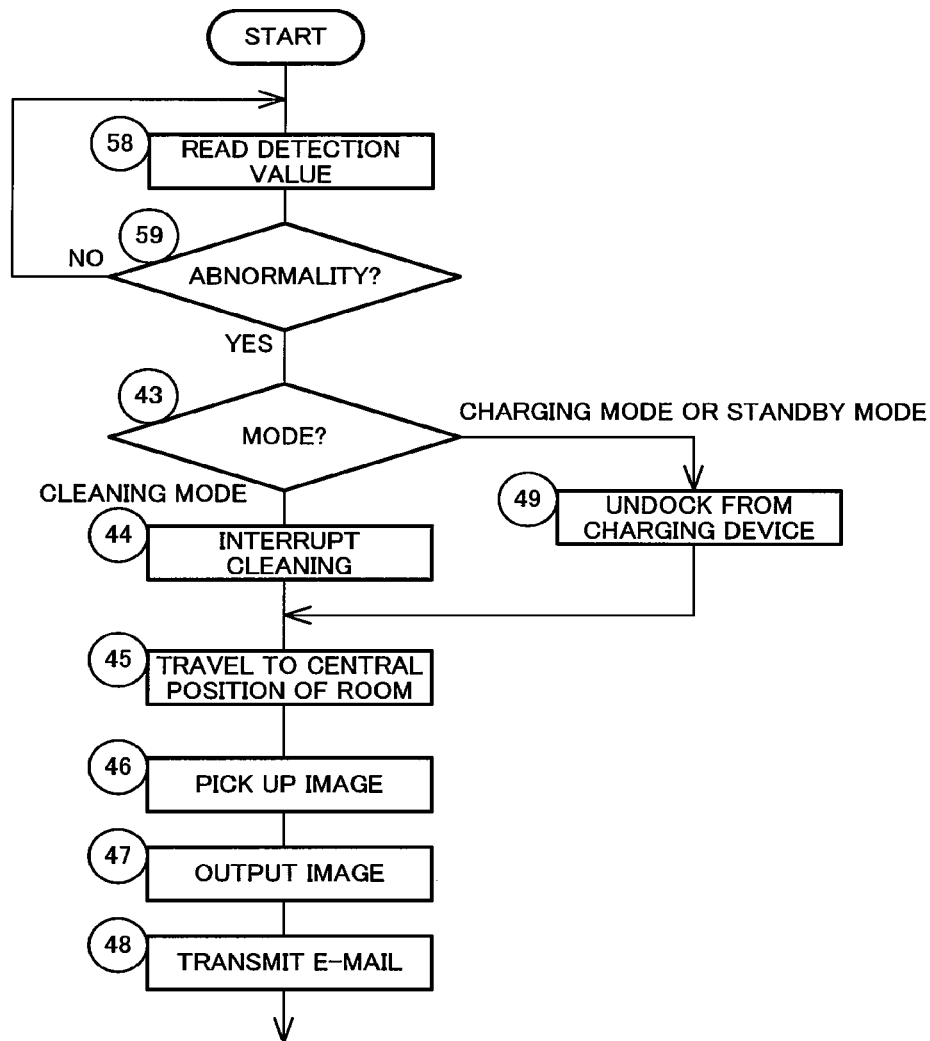 START
58
READ DETECTION
VALUE
59
ABNORMALITY?
NO
YES
43
MODE?
CHARGING MODE OR STANDBY MODE
CLEANING MODE
49
UNDOCK FROM
CHARGING DEVICE
44
INTERRUPT
CLEANING
45
TRAVEL TO CENTRAL
POSITION OF ROOM
46
PICK UP IMAGE
47
OUTPUT IMAGE
48
TRANSMIT E-MAIL